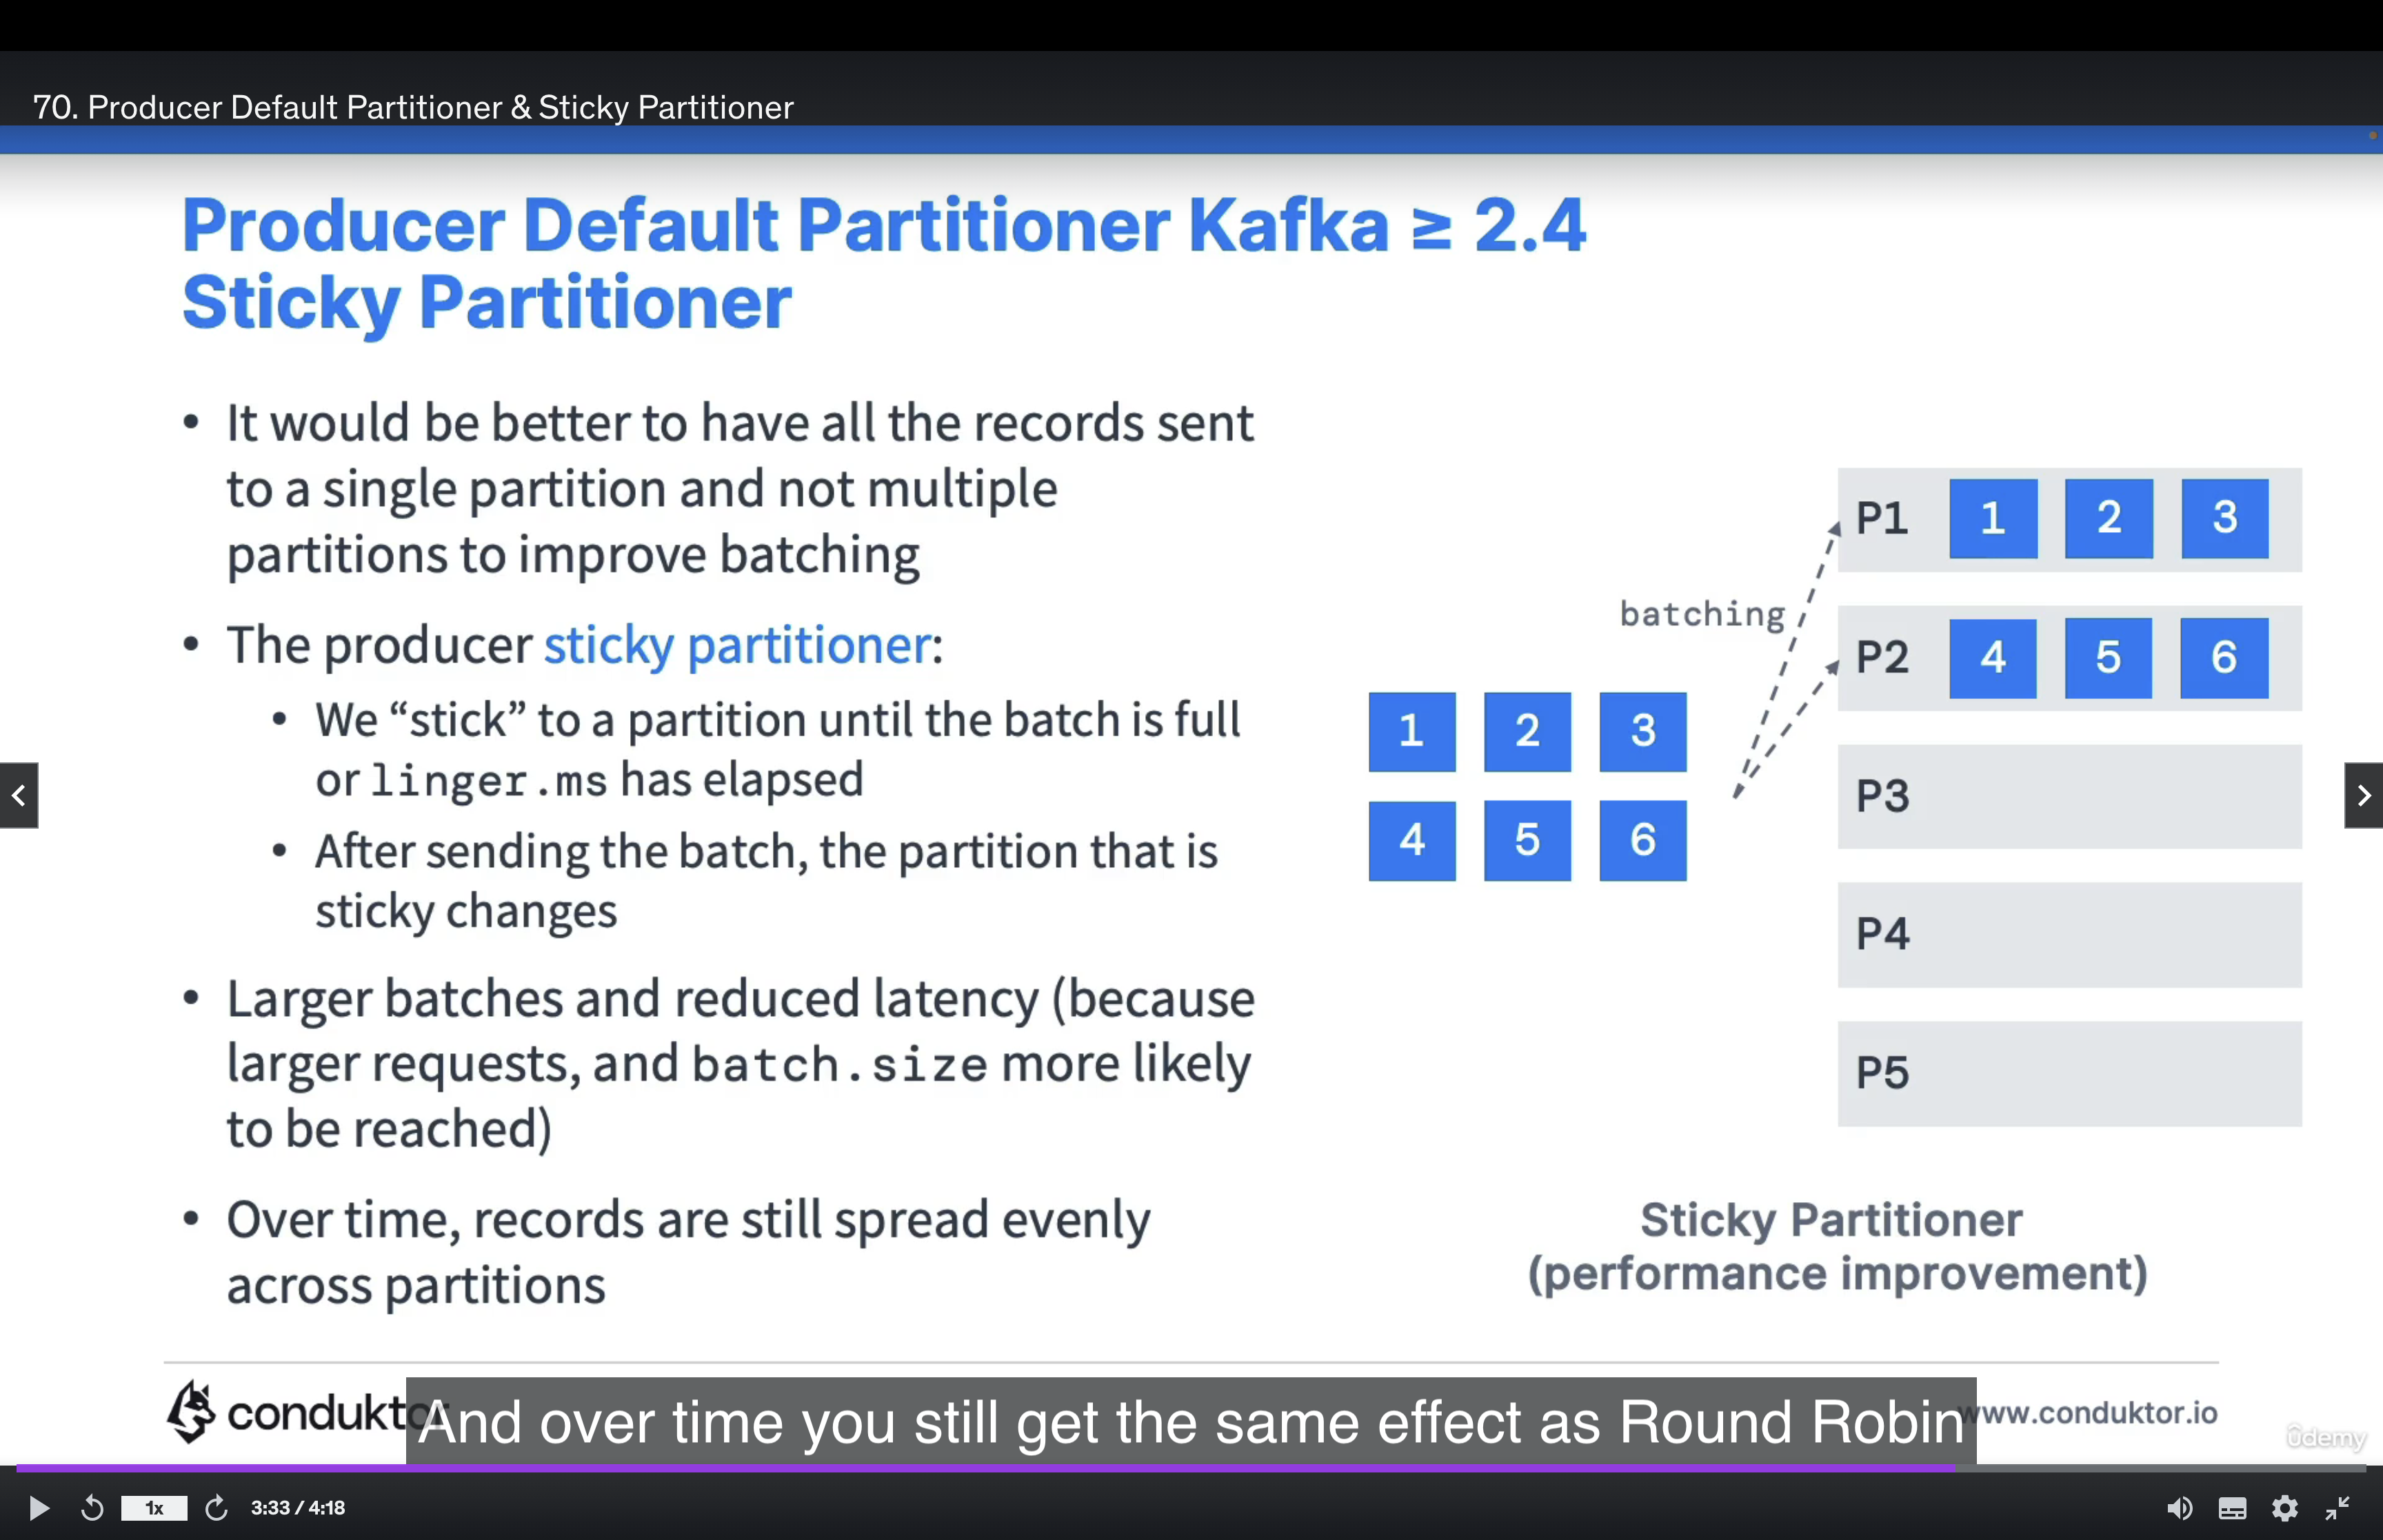 70. Producer Default Partitioner & Sticky Partitioner
Producer Default Partitioner Kafka ≥ 2.4
Sticky Partitioner
• It would be better to have all the records sent
to a single partition and not multiple
partitions to improve batching
• The producer sticky partitioner:
• We “stick” to a partition until the batch is full
or linger.ms has elapsed
• After sending the batch, the partition that is
sticky changes
• Larger batches and reduced latency (because
larger requests, and batch.size more likely
to be reached)
• Over time, records are still spread evenly
across partitions
batching
1 2 3
4 5 6
P1 1 2 3
P2 4 5 6
P3
P4
P5
Sticky Partitioner
(performance improvement)
conduktor
www.conduktor.io
And over time you still get the same effect as Round Robin
ûdemy
1x
3:33 / 4:18